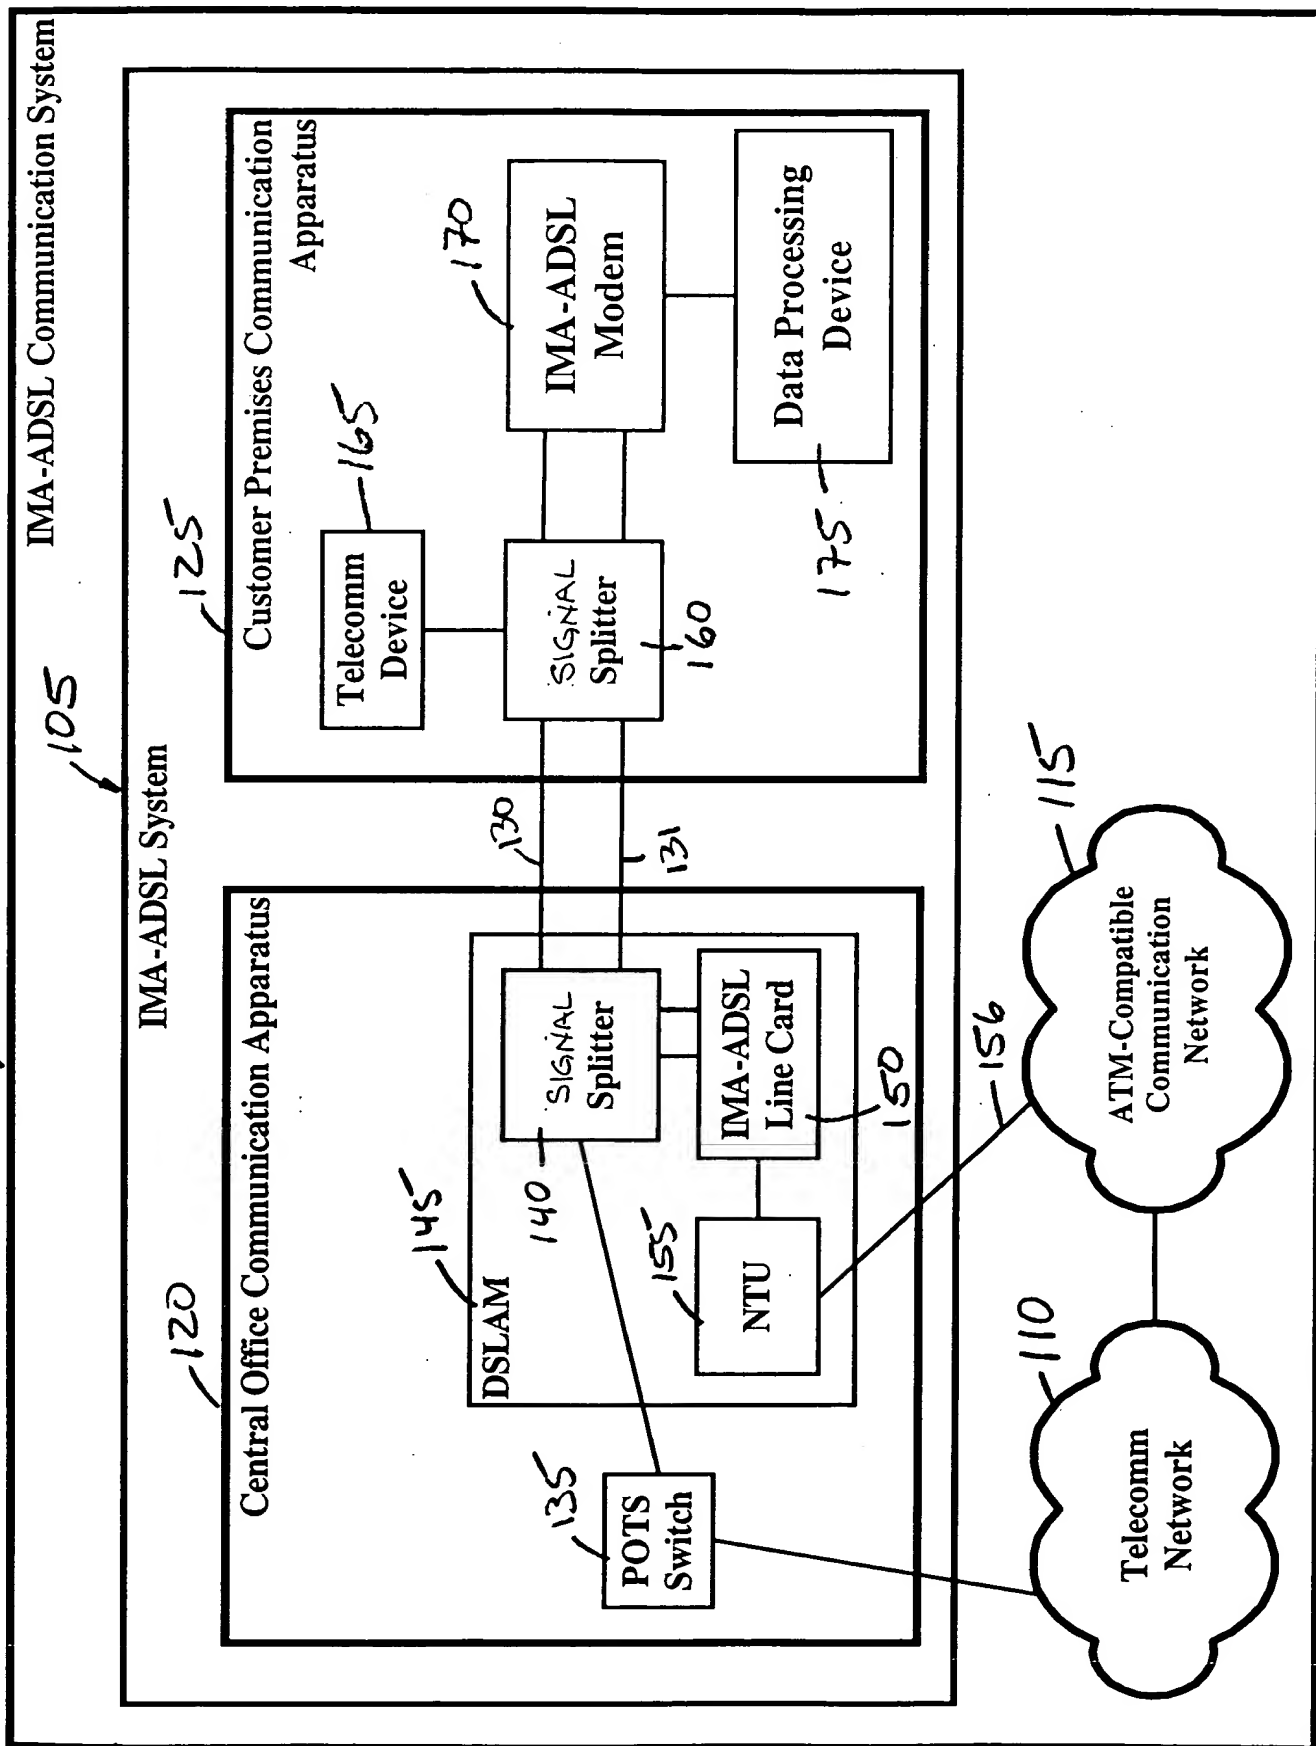 IMA-ADSL Communication System
105
IMA-ADSL System
120
Central Office Communication Apparatus
125
Customer Premises Communication
Apparatus
145
DSLAM
135
POTS
Switch
140
SIGNAL
Splitter
155
NTU
IMA-ADSL
Line Card
150
130
131
Telecomm
Device
165
SIGNAL
Splitter
160
170
IMA-ADSL
Modem
175
Data Processing
Device
156
110
Telecomm
Network
115
ATM-Compatible
Communication
Network